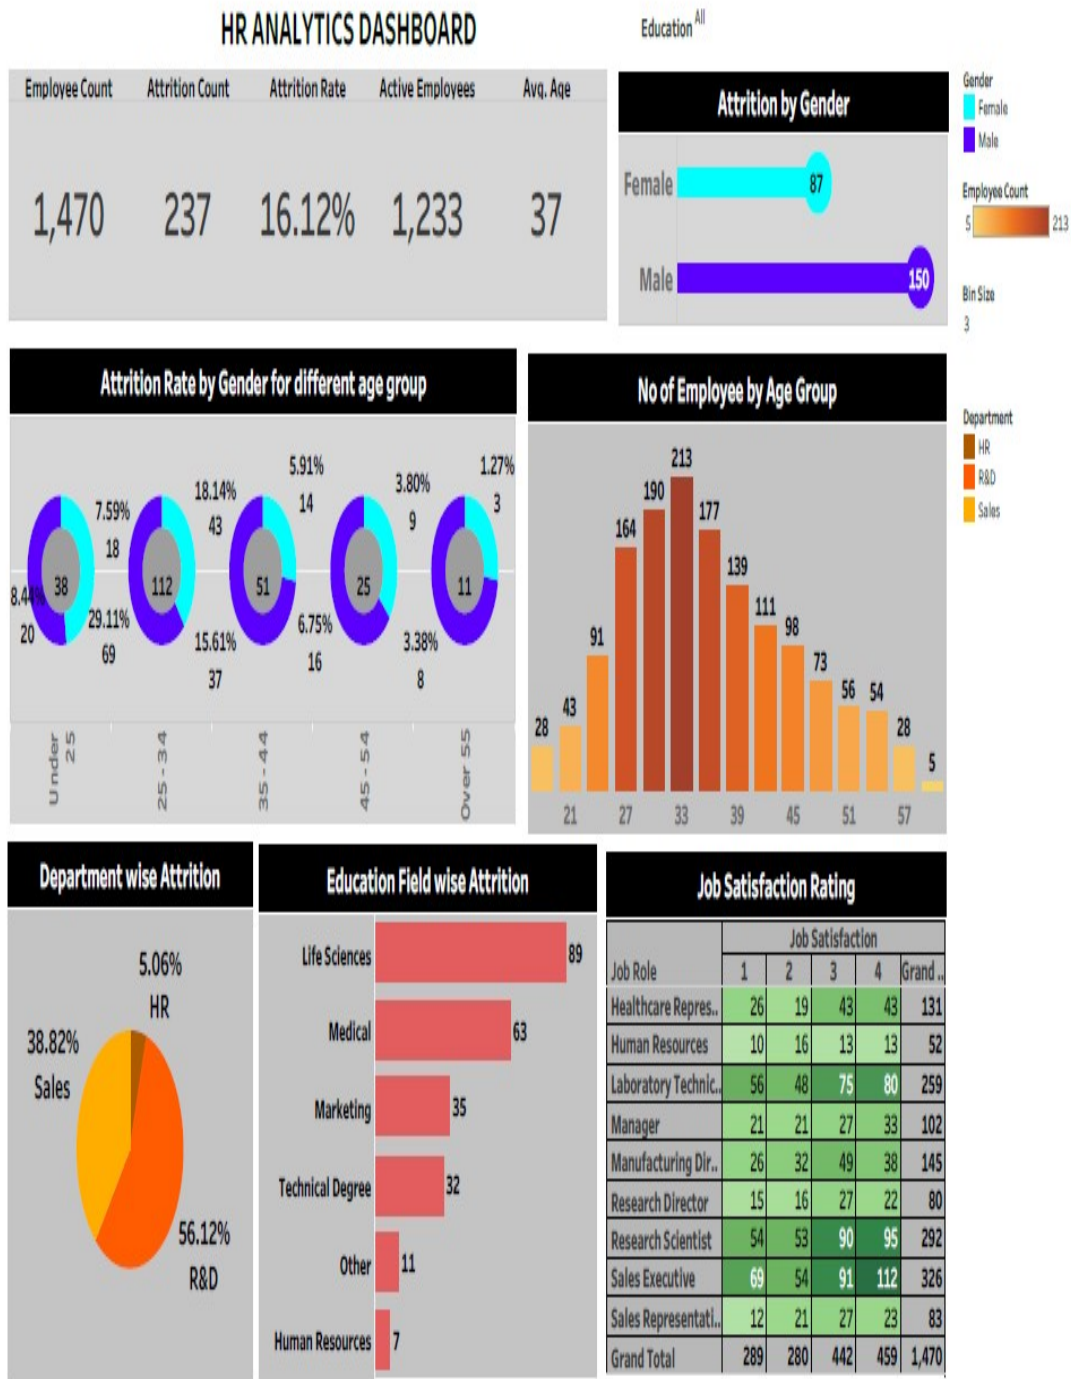 HR ANALYTICS DASHBOARD
Education All
Employee Count Attrition Count Attrition Rate Active Employees Avg. Age
1,470 237 16.12% 1,233 37
Attrition by Gender
Female 87
Male 150
Gender
Female
Male
Employee Count
5 213
Bin Size
3
Department
HR
R&D
Sales
Attrition Rate by Gender for different age group
7.59%
18
18.14%
43
5.91%
14
3.80%
9
1.27%
3
38 112 51 25 11
8.44%
20
29.11%
69
15.61%
37
6.75%
16
3.38%
8
Under 25
25 - 34
35 - 44
45 - 54
Over 55
No of Employee by Age Group
28 43 91 164 190 213 177 139 111 98 73 56 54 28 5
21 27 33 39 45 51 57
Department wise Attrition
5.06%
HR
38.82%
Sales
56.12%
R&D
Education Field wise Attrition
Life Sciences 89
Medical 63
Marketing 35
Technical Degree 32
Other 11
Human Resources 7
Job Satisfaction Rating
Job Satisfaction
Job Role 1 2 3 4 Grand ..
Healthcare Repres.. 26 19 43 43 131
Human Resources 10 16 13 13 52
Laboratory Technic.. 56 48 75 80 259
Manager 21 21 27 33 102
Manufacturing Dir.. 26 32 49 38 145
Research Director 15 16 27 22 80
Research Scientist 54 53 90 95 292
Sales Executive 69 54 91 112 326
Sales Representati.. 12 21 27 23 83
Grand Total 289 280 442 459 1,470